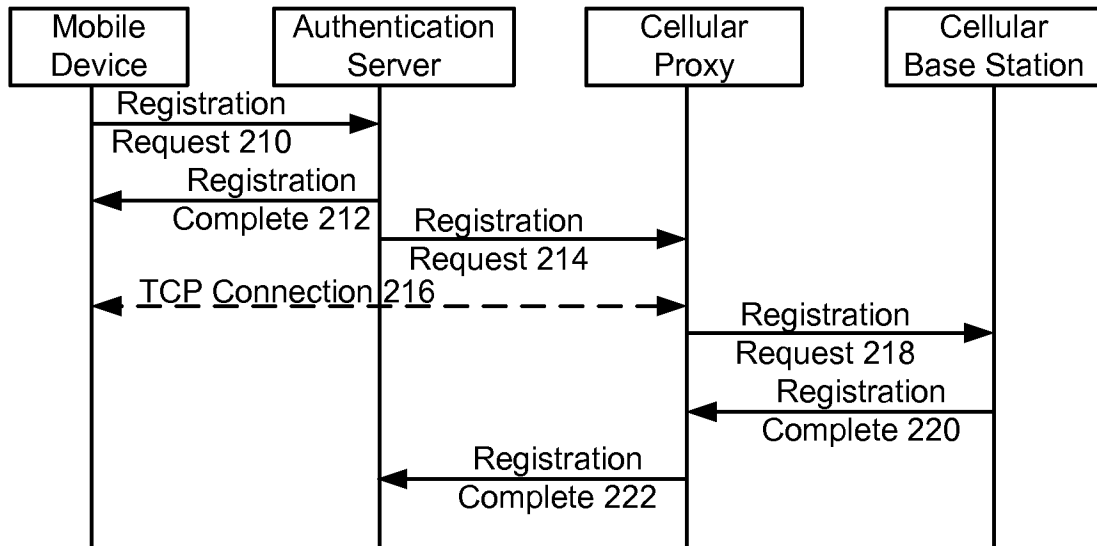 Mobile
Device
Authentication
Server
Cellular
Proxy
Cellular
Base Station
Registration
Request 210
Registration
Complete 212
Registration
Request 214
TCP Connection 216
Registration
Request 218
Registration
Complete 220
Registration
Complete 222